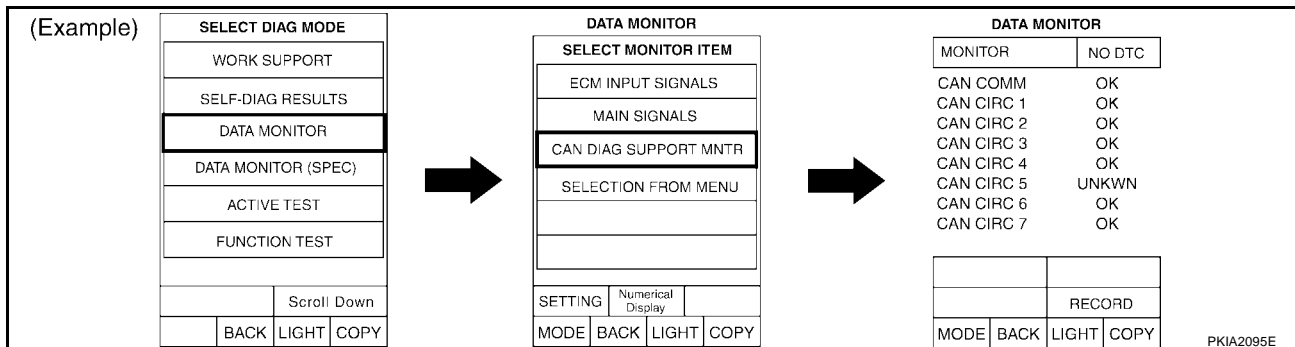 (Example)
SELECT DIAG MODE
WORK SUPPORT
SELF-DIAG RESULTS
DATA MONITOR
DATA MONITOR (SPEC)
ACTIVE TEST
FUNCTION TEST
Scroll Down
BACK LIGHT COPY
DATA MONITOR
SELECT MONITOR ITEM
ECM INPUT SIGNALS
MAIN SIGNALS
CAN DIAG SUPPORT MNTR
SELECTION FROM MENU
SETTING Numerical
Display
MODE BACK LIGHT COPY
DATA MONITOR
MONITOR NO DTC
CAN COMM OK
CAN CIRC 1 OK
CAN CIRC 2 OK
CAN CIRC 3 OK
CAN CIRC 4 OK
CAN CIRC 5 UNKWN
CAN CIRC 6 OK
CAN CIRC 7 OK
RECORD
MODE BACK LIGHT COPY
PKIA2095E